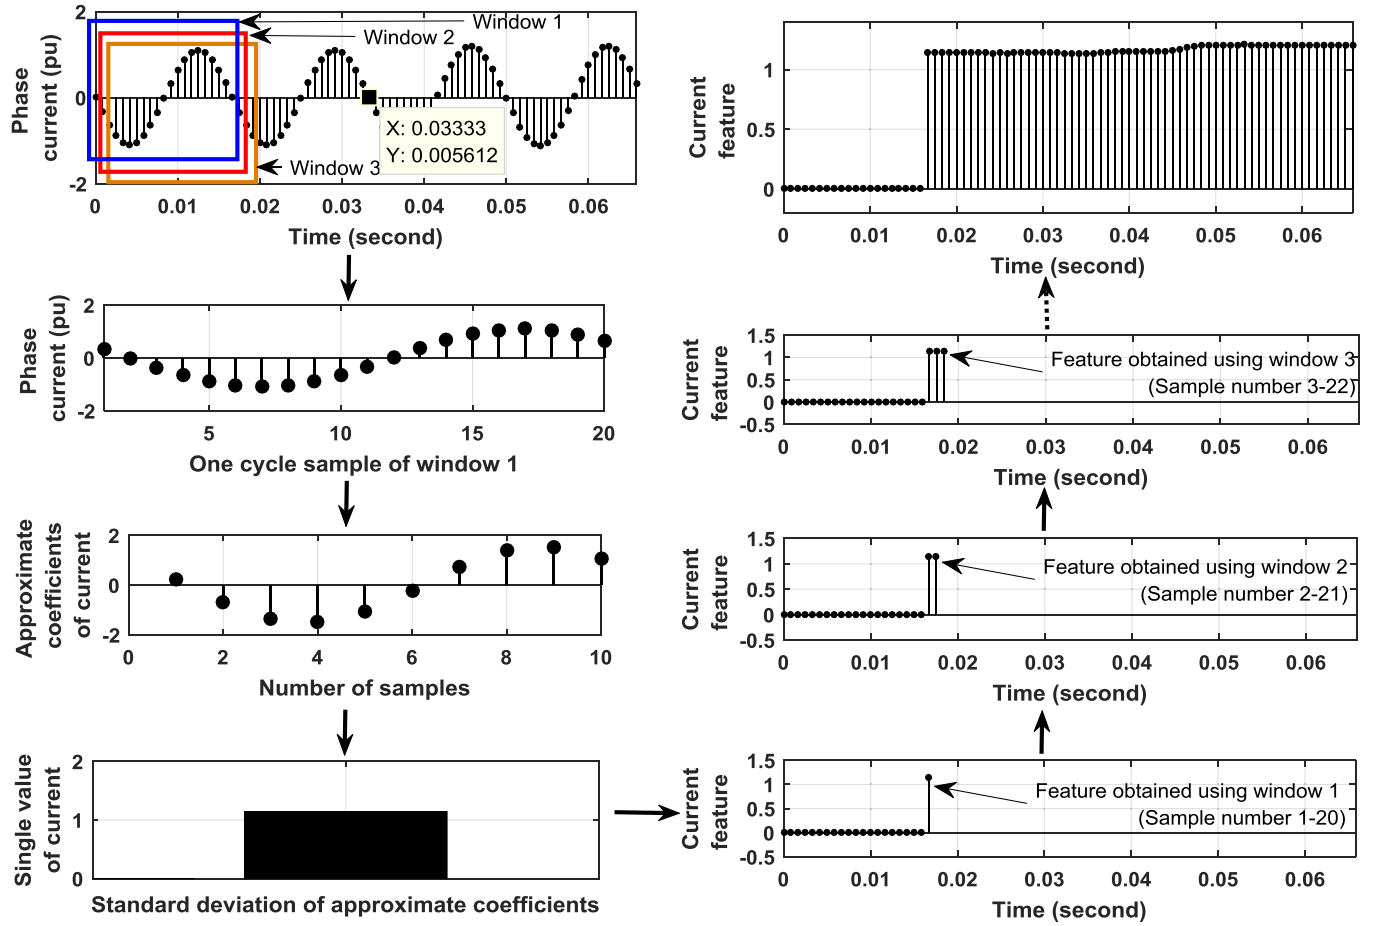 2
0
-2
Phase
current (pu)
Window 1
Window 2
Window 3
X: 0.03333
Y: 0.005612
0 0.01 0.02 0.03 0.04 0.05 0.06
Time (second)
2
0
-2
Phase
current (pu)
5 10 15 20
One cycle sample of window 1
2
0
-2
Approximate
coefficients
of current
0 2 4 6 8 10
Number of samples
2
1
0
Single value
of current
Standard deviation of approximate coefficients
1
0.5
0
Current
feature
0 0.01 0.02 0.03 0.04 0.05 0.06
Time (second)
1.5
1
0.5
0
-0.5
Current
feature
Feature obtained using window 3
(Sample number 3-22)
0 0.01 0.02 0.03 0.04 0.05 0.06
Time (second)
1.5
1
0.5
0
-0.5
Current
feature
Feature obtained using window 2
(Sample number 2-21)
0 0.01 0.02 0.03 0.04 0.05 0.06
Time (second)
1.5
1
0.5
0
-0.5
Current
feature
Feature obtained using window 1
(Sample number 1-20)
0 0.01 0.02 0.03 0.04 0.05 0.06
Time (second)